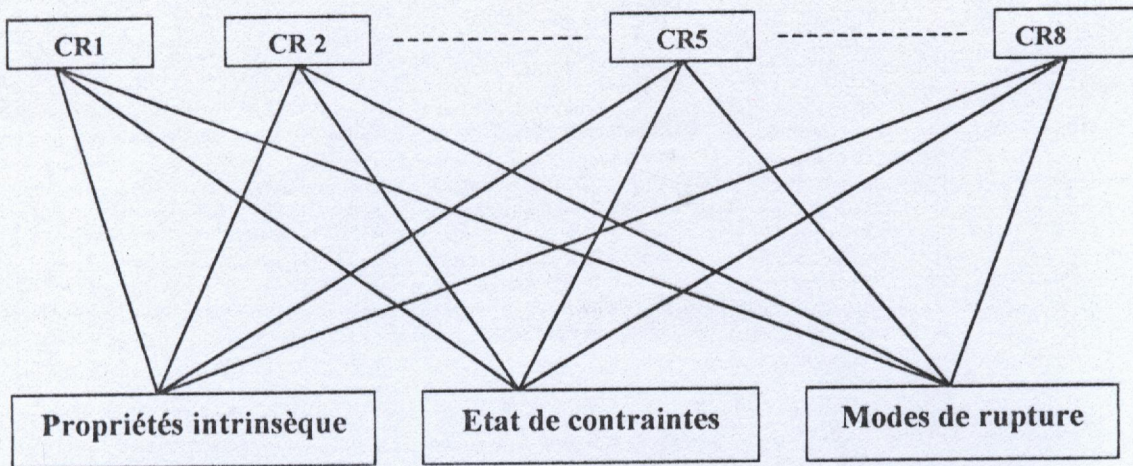 CR1
CR 2
CR5
CR8
Propriétés intrinsèque
Etat de contraintes
Modes de rupture